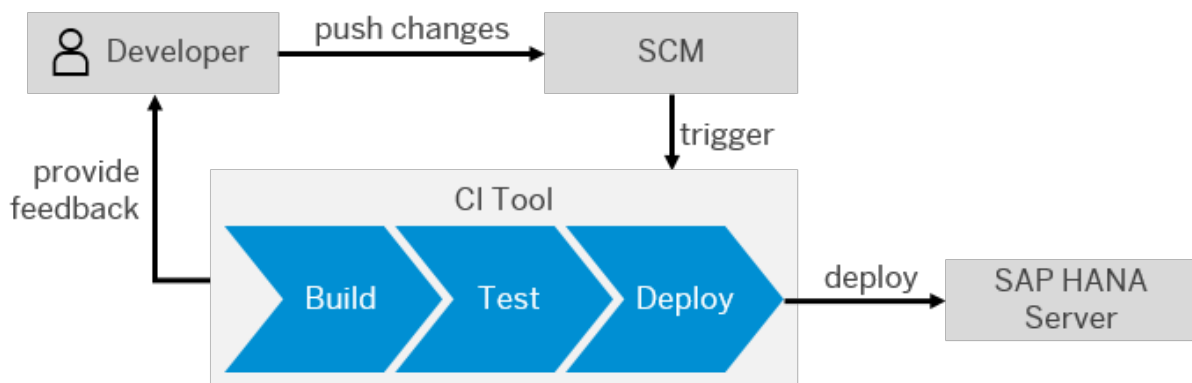 Developer
push changes
SCM
trigger
provide
feedback
CI Tool
Build
Test
Deploy
deploy
SAP HANA
Server